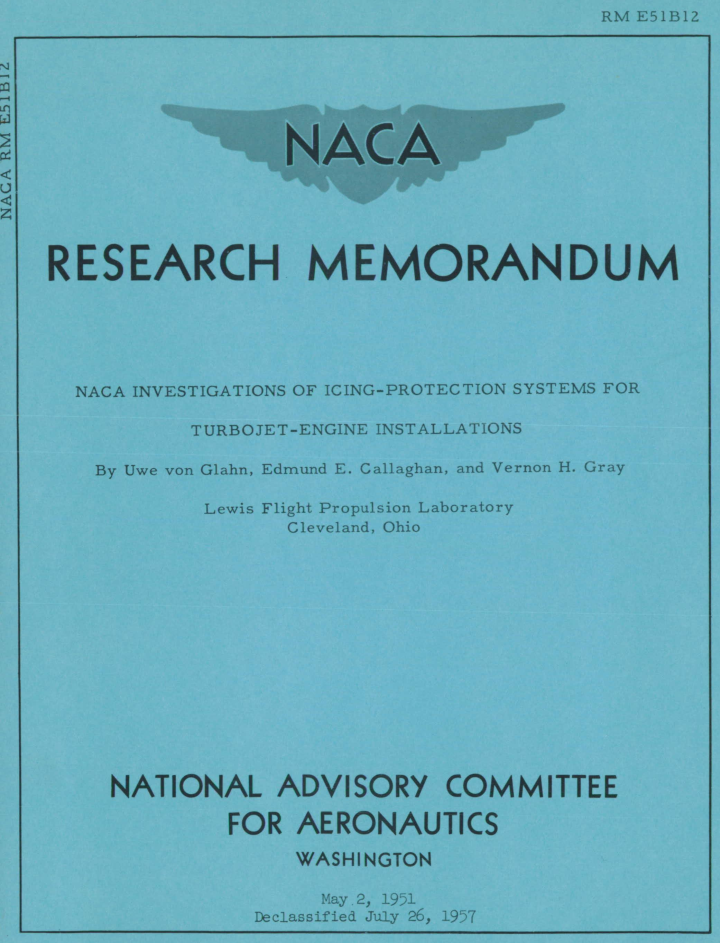 RM E51B12
NACA RM E51B12
NACA
RESEARCH MEMORANDUM
NACA INVESTIGATIONS OF ICING-PROTECTION SYSTEMS FOR
TURBOJET-ENGINE INSTALLATIONS
By Uwe von Glahn, Edmund E. Callaghan, and Vernon H. Gray
Lewis Flight Propulsion Laboratory
Cleveland, Ohio
NATIONAL ADVISORY COMMITTEE
FOR AERONAUTICS
WASHINGTON
May 2, 1951
Declassified July 26, 1957